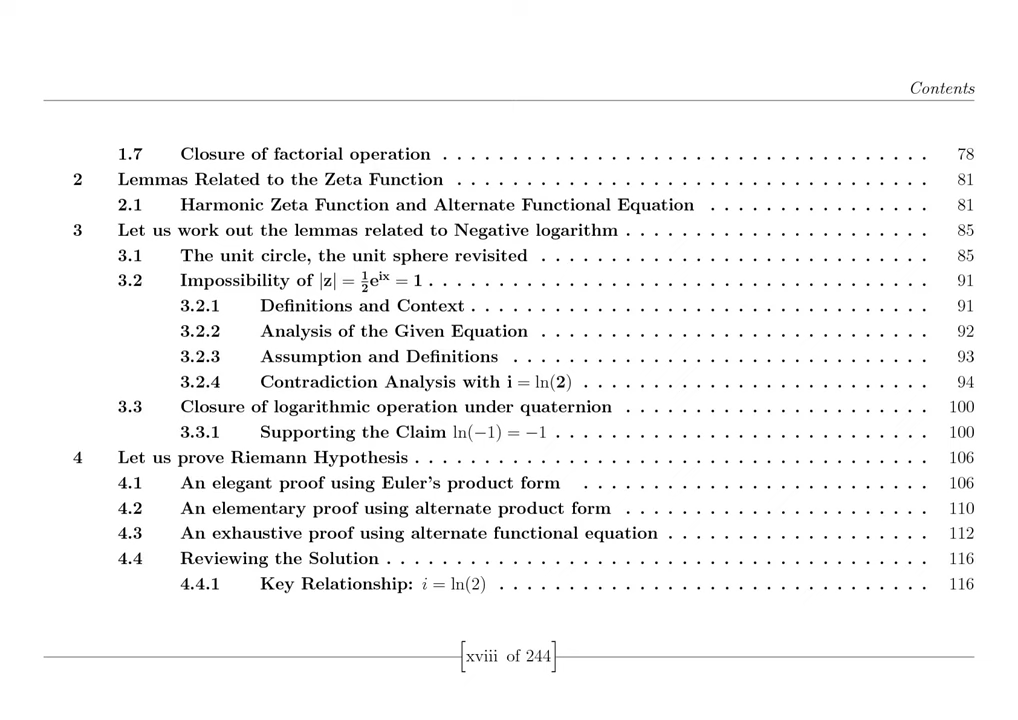 Contents
1.7 Closure of factorial operation . . . . . . . . . . . . . . . . . . . . . . . . . . . . . . . . . . . 78
2 Lemmas Related to the Zeta Function . . . . . . . . . . . . . . . . . . . . . . . . . . . . . . . . . . 81
2.1 Harmonic Zeta Function and Alternate Functional Equation . . . . . . . . . . . . . . . . 81
3 Let us work out the lemmas related to Negative logarithm . . . . . . . . . . . . . . . . . . . . . . 85
3.1 The unit circle, the unit sphere revisited . . . . . . . . . . . . . . . . . . . . . . . . . . . . 85
3.2 Impossibility of |z| = ½e^ix = 1 . . . . . . . . . . . . . . . . . . . . . . . . . . . . . . . . . . . . 91
3.2.1 Definitions and Context . . . . . . . . . . . . . . . . . . . . . . . . . . . . . . . . . 91
3.2.2 Analysis of the Given Equation . . . . . . . . . . . . . . . . . . . . . . . . . . . . 92
3.2.3 Assumption and Definitions . . . . . . . . . . . . . . . . . . . . . . . . . . . . . . 93
3.2.4 Contradiction Analysis with i = ln(2) . . . . . . . . . . . . . . . . . . . . . . . . . 94
3.3 Closure of logarithmic operation under quaternion . . . . . . . . . . . . . . . . . . . . . . 100
3.3.1 Supporting the Claim ln(−1) = −1 . . . . . . . . . . . . . . . . . . . . . . . . . . . 100
4 Let us prove Riemann Hypothesis . . . . . . . . . . . . . . . . . . . . . . . . . . . . . . . . . . . . . 106
4.1 An elegant proof using Euler's product form . . . . . . . . . . . . . . . . . . . . . . . . . 106
4.2 An elementary proof using alternate product form . . . . . . . . . . . . . . . . . . . . . . 110
4.3 An exhaustive proof using alternate functional equation . . . . . . . . . . . . . . . . . . . 112
4.4 Reviewing the Solution . . . . . . . . . . . . . . . . . . . . . . . . . . . . . . . . . . . . . . . 116
4.4.1 Key Relationship: i = ln(2) . . . . . . . . . . . . . . . . . . . . . . . . . . . . . . . 116
[xviii of 244]